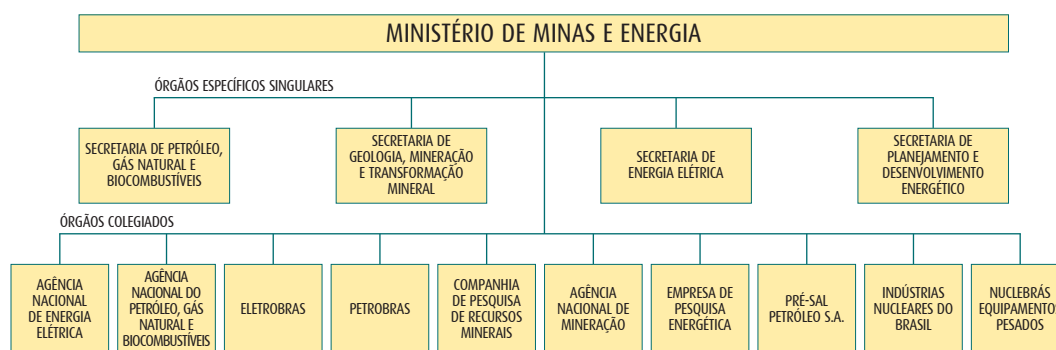 MINISTÉRIO DE MINAS E ENERGIA
ÓRGÃOS ESPECÍFICOS SINGULARES
SECRETARIA DE PETRÓLEO,
GÁS NATURAL E
BIOCOMBUSTÍVEIS
SECRETARIA DE
GEOLOGIA, MINERAÇÃO
E TRANSFORMAÇÃO
MINERAL
SECRETARIA DE
ENERGIA ELÉTRICA
SECRETARIA DE
PLANEJAMENTO E
DESENVOLVIMENTO
ENERGÉTICO
ÓRGÃOS COLEGIADOS
AGÊNCIA
NACIONAL
DE ENERGIA
ELÉTRICA
AGÊNCIA
NACIONAL DO
PETRÓLEO, GÁS
NATURAL E
BIOCOMBUSTÍVEIS
ELETROBRAS
PETROBRAS
COMPANHIA
DE PESQUISA
DE RECURSOS
MINERAIS
AGÊNCIA
NACIONAL DE
MINERAÇÃO
EMPRESA DE
PESQUISA
ENERGÉTICA
PRÉ-SAL
PETRÓLEO S.A.
INDÚSTRIAS
NUCLEARES DO
BRASIL
NUCLEBRÁS
EQUIPAMENTOS
PESADOS